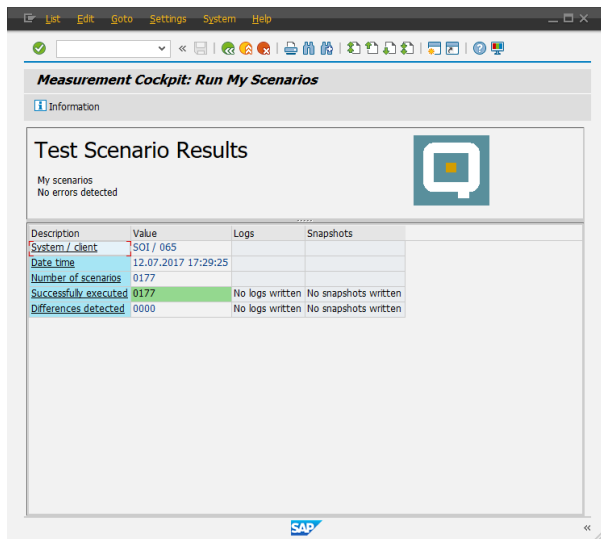 List Edit Goto Settings System Help
Measurement Cockpit: Run My Scenarios
Information
Test Scenario Results
My scenarios
No errors detected
Description Value Logs Snapshots
System / client SOI / 065
Date time 12.07.2017 17:29:25
Number of scenarios 0177
Successfully executed 0177 No logs written No snapshots written
Differences detected 0000 No logs written No snapshots written
SAP